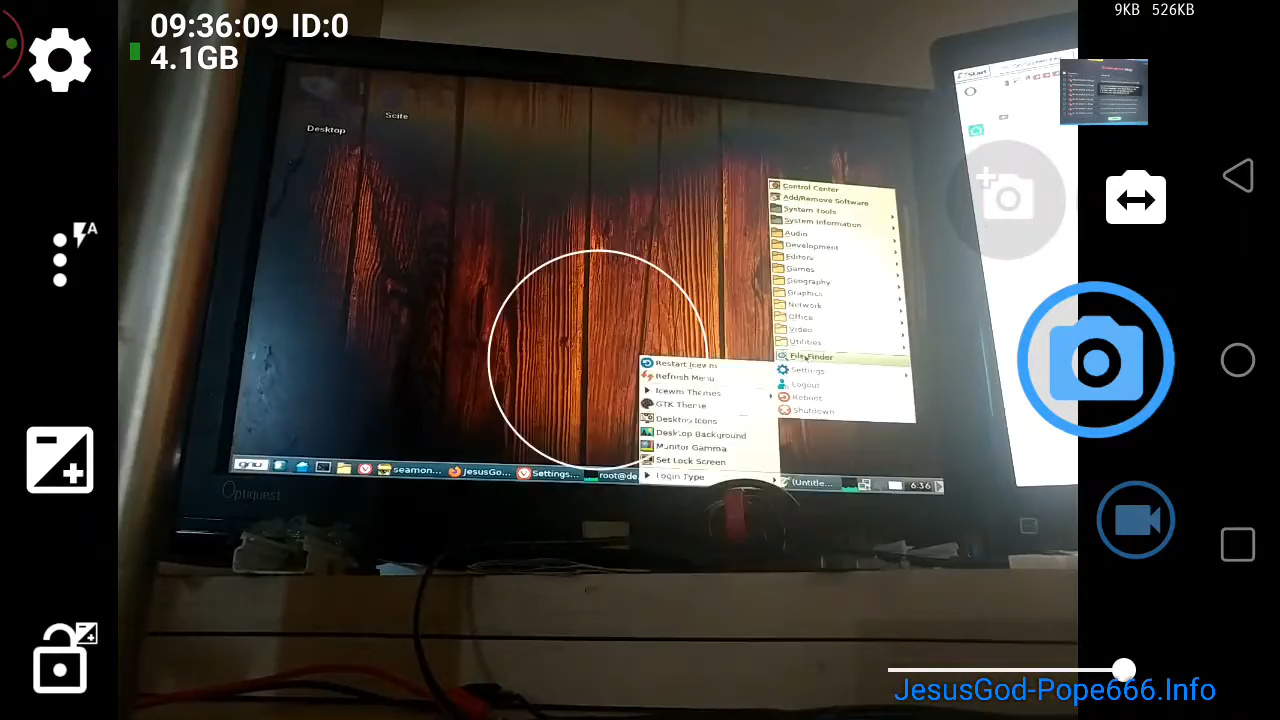 09:36:09 ID:0
4.1GB
9KB 526KB
Start
Desktop
Scite
Control Center
Add/Remove Software
System Tools
System Information
Audio
Development
Editors
Games
Geography
Graphics
Network
Office
Video
Utilities
File Finder
Settings
Logout
Reboot
Shutdown
Restart Icewm
Refresh Menu
Icewm Themes
GTK Theme
Desktop Icons
Desktop Background
Monitor Gamma
Set Lock Screen
Login Type
gnu
seamon...
JesusGo...
Settings...
root@de
(Untitle...
6:36
Optiquest
A
JesusGod-Pope666.Info